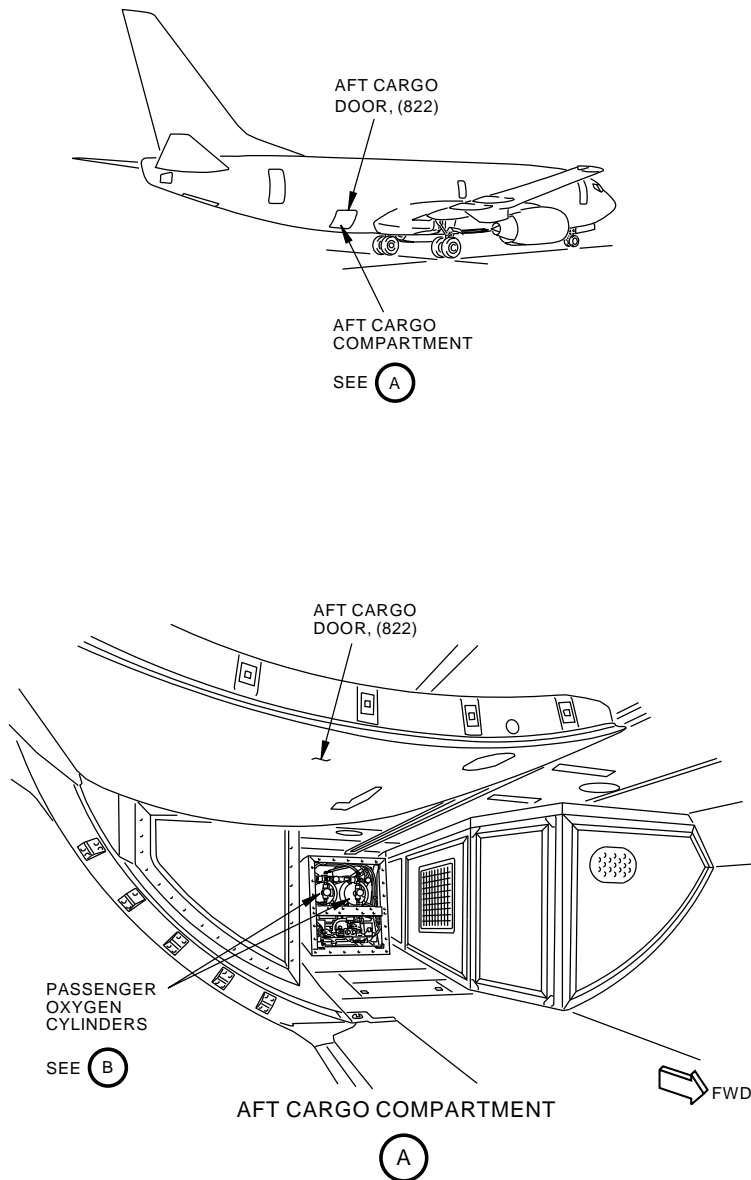 AFT CARGO
DOOR, (822)
AFT CARGO
COMPARTMENT
SEE A
AFT CARGO
DOOR, (822)
PASSENGER
OXYGEN
CYLINDERS
SEE B
FWD
AFT CARGO COMPARTMENT
A